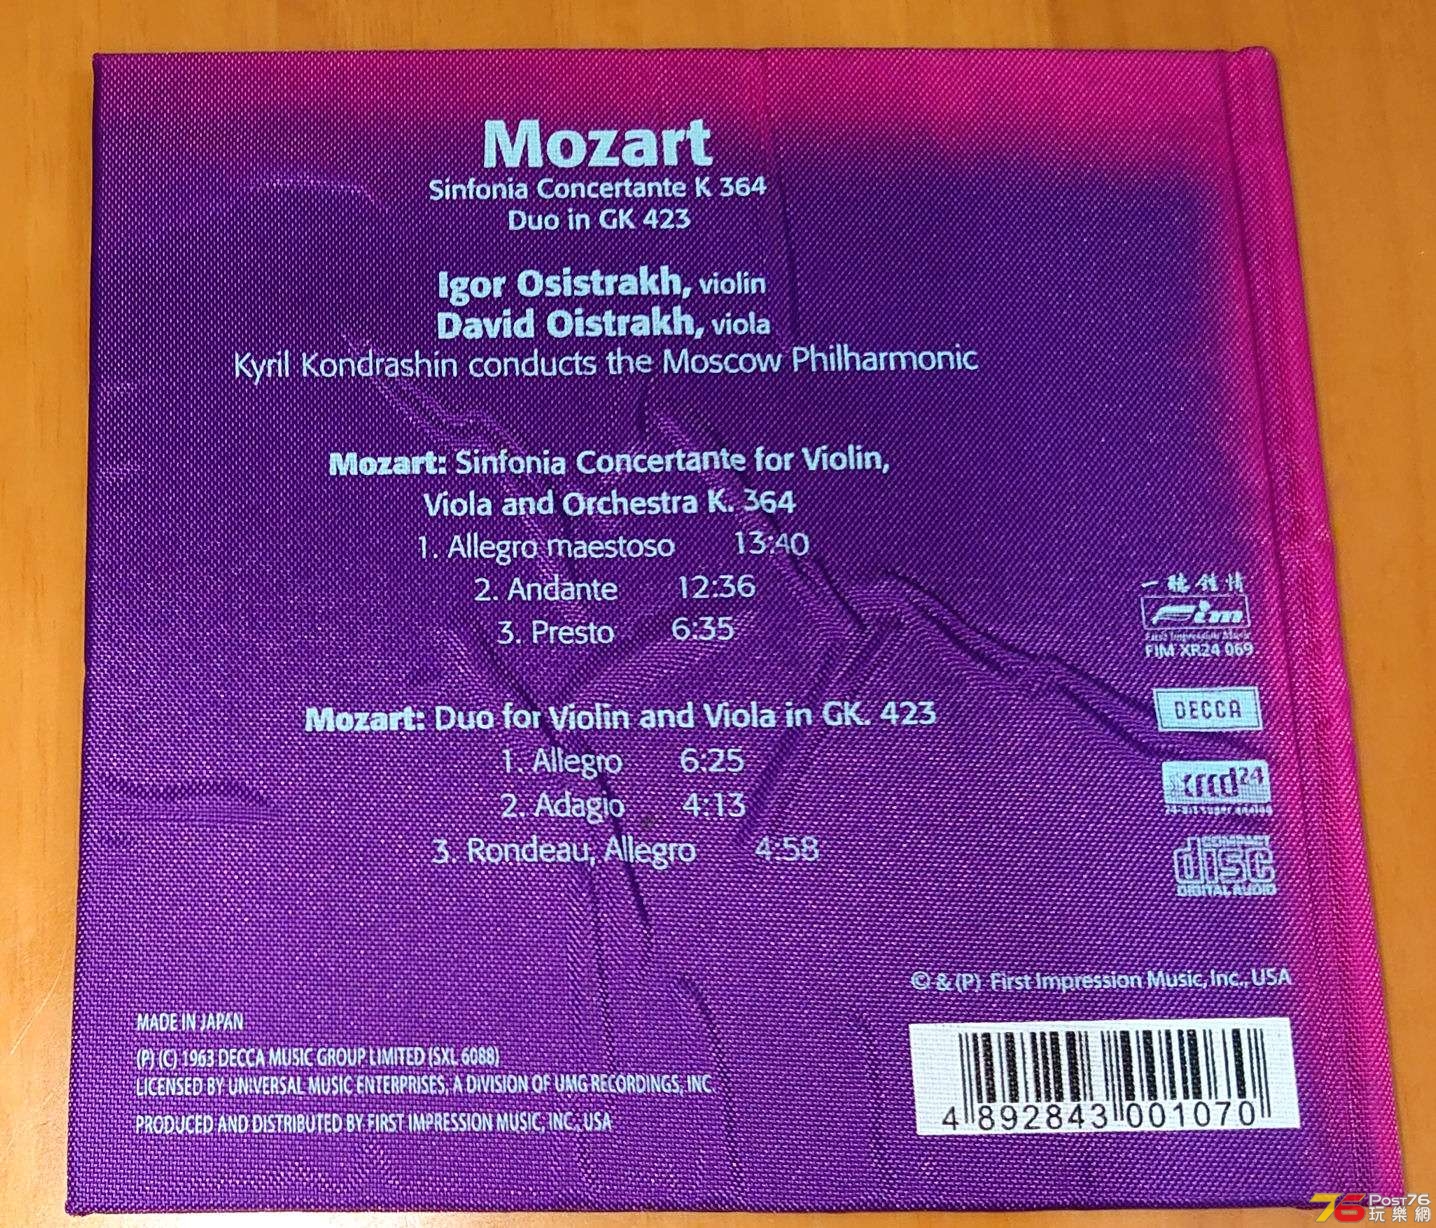 Mozart
Sinfonia Concertante K 364
Duo in GK 423
Igor Osistrakh, violin
David Oistrakh, viola
Kyril Kondrashin conducts the Moscow Philharmonic
Mozart: Sinfonia Concertante for Violin,
Viola and Orchestra K. 364
1. Allegro maestoso 13:40
2. Andante 12:36
3. Presto 6:35
Mozart: Duo for Violin and Viola in GK. 423
1. Allegro 6:25
2. Adagio 4:13
3. Rondeau, Allegro 4:58
Fim
First Impression Music
FIM XR24 069
DECCA
xrcd24
COMPACT
disc
DIGITAL AUDIO
© & (P) First Impression Music, Inc., USA
MADE IN JAPAN
(P) (C) 1963 DECCA MUSIC GROUP LIMITED (SXL 6088)
LICENSED BY UNIVERSAL MUSIC ENTERPRISES, A DIVISION OF UMG RECORDINGS, INC.
PRODUCED AND DISTRIBUTED BY FIRST IMPRESSION MUSIC, INC., USA
4 892843 001070
76 POST76
玩樂網